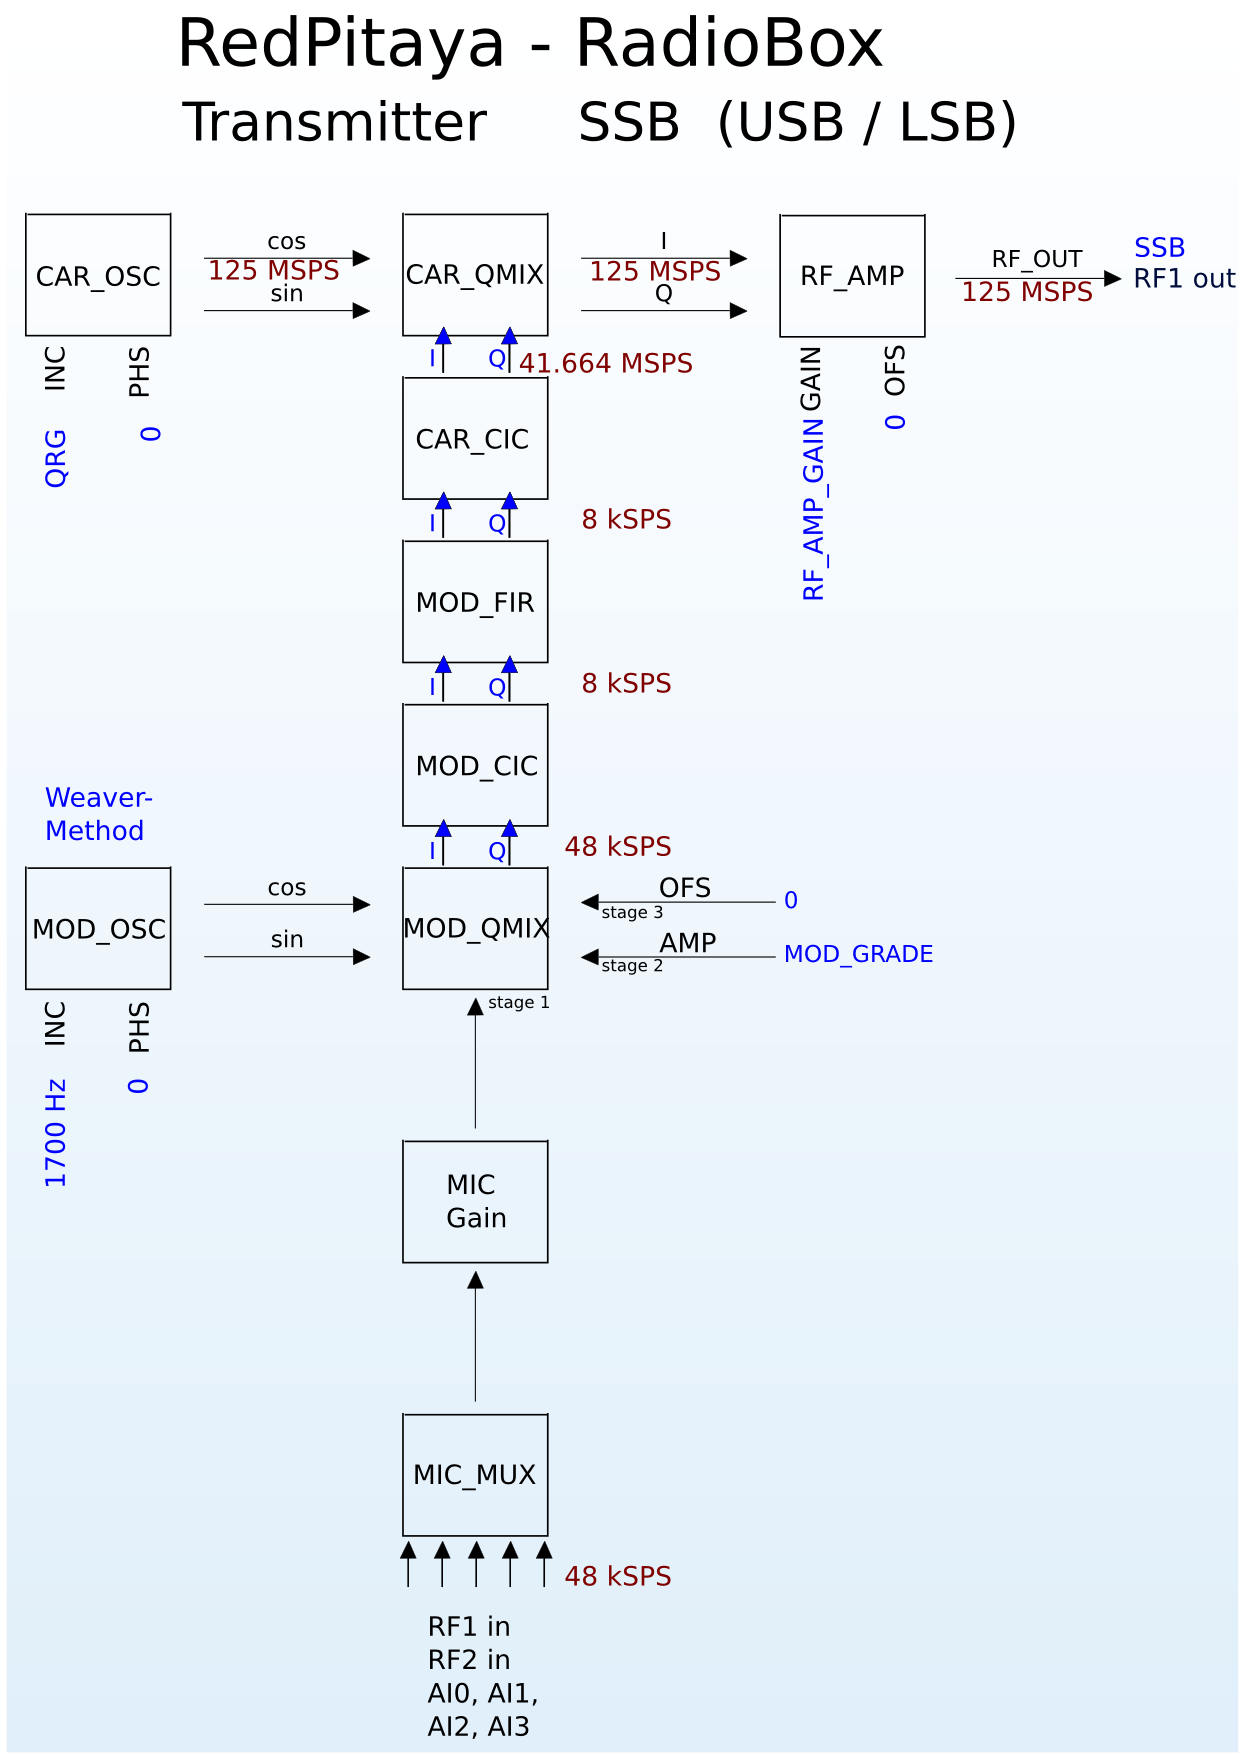 RedPitaya - RadioBox
Transmitter SSB (USB / LSB)
CAR_OSC
cos
125 MSPS
sin
CAR_QMIX
I
125 MSPS
Q
RF_AMP
RF_OUT
125 MSPS
SSB
RF1 out
INC
PHS
QRG
0
I
Q
41.664 MSPS
GAIN
OFS
RF_AMP_GAIN
0
CAR_CIC
I
Q
8 kSPS
MOD_FIR
I
Q
8 kSPS
MOD_CIC
Weaver-
Method
I
Q
48 kSPS
MOD_OSC
cos
sin
MOD_QMIX
OFS
stage 3
0
AMP
stage 2
MOD_GRADE
INC
PHS
1700 Hz
0
stage 1
MIC
Gain
MIC_MUX
48 kSPS
RF1 in
RF2 in
AI0, AI1,
AI2, AI3